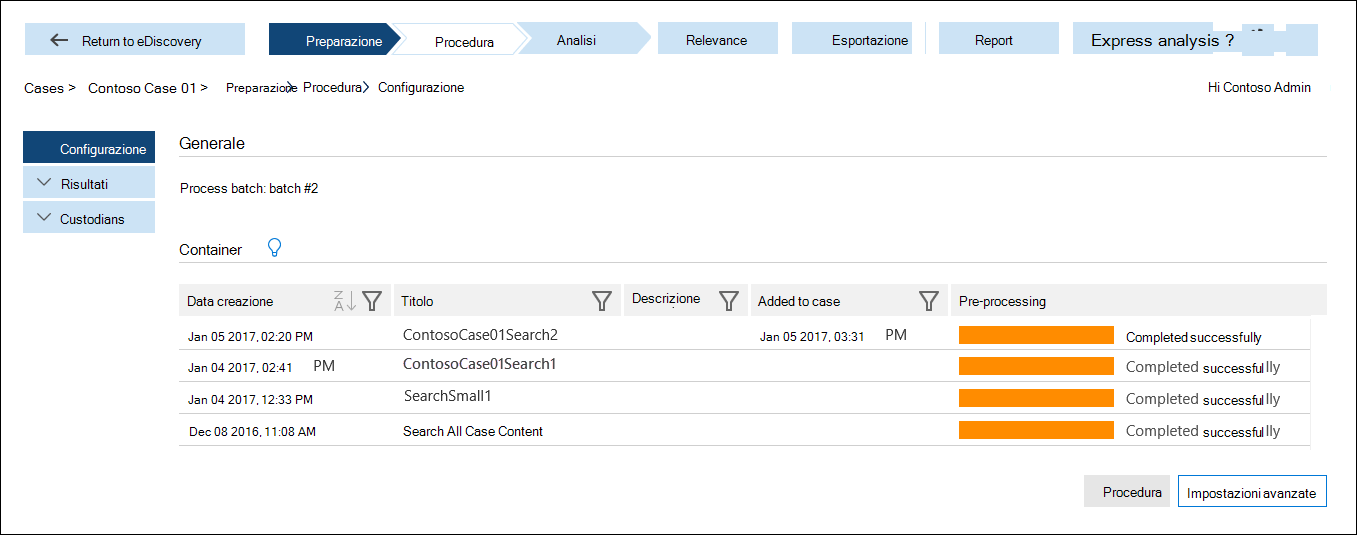 Return to eDiscovery Preparazione Procedura Analisi Relevance Esportazione Report Express analysis ?
Cases > Contoso Case 01 > Preparazione Procedura Configurazione Hi Contoso Admin
Configurazione
Risultati
Custodians
Generale
Process batch: batch #2
Container
Data creazione Titolo Descrizione Added to case Pre-processing
Jan 05 2017, 02:20 PM ContosoCase01Search2 Jan 05 2017, 03:31 PM Completed successfully
Jan 04 2017, 02:41 PM ContosoCase01Search1 Completed successfully
Jan 04 2017, 12:33 PM SearchSmall1 Completed successfully
Dec 08 2016, 11:08 AM Search All Case Content Completed successfully
Procedura Impostazioni avanzate